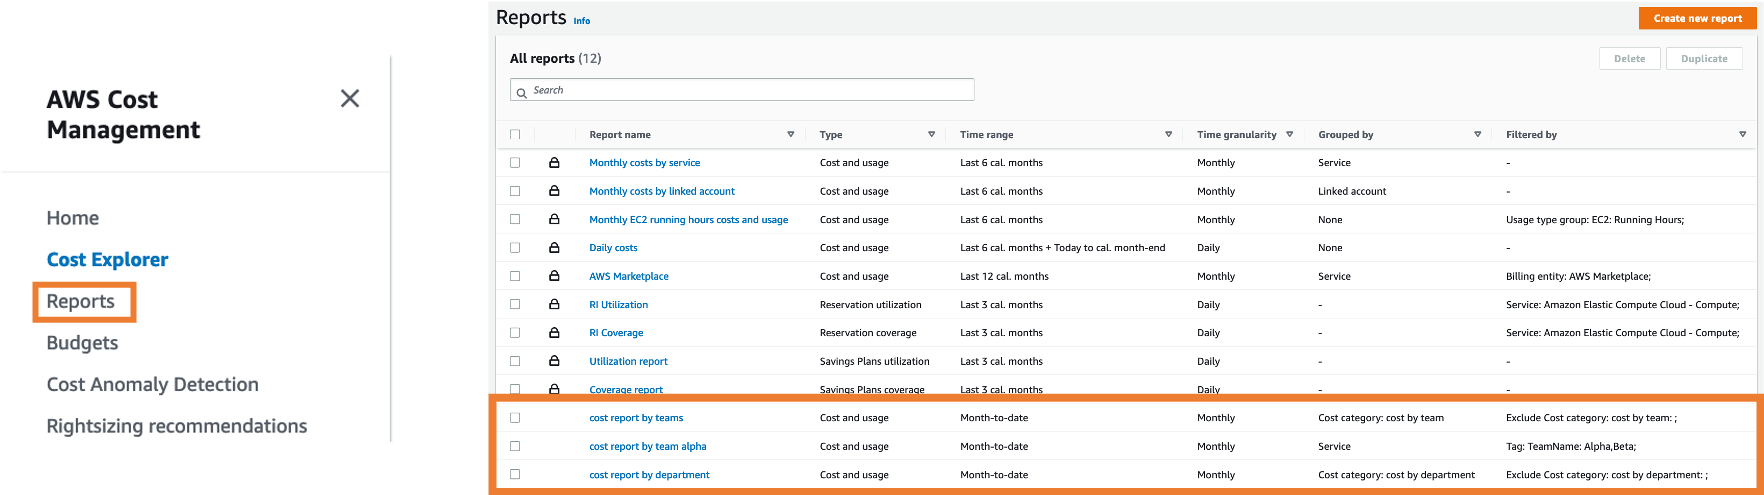 AWS Cost
Management
Home
Cost Explorer
Reports
Budgets
Cost Anomaly Detection
Rightsizing recommendations
Reports Info
Create new report
All reports (12)
Delete Duplicate
Search
Report name Type Time range Time granularity Grouped by Filtered by
Monthly costs by service Cost and usage Last 6 cal. months Monthly Service -
Monthly costs by linked account Cost and usage Last 6 cal. months Monthly Linked account -
Monthly EC2 running hours costs and usage Cost and usage Last 6 cal. months Monthly None Usage type group: EC2: Running Hours;
Daily costs Cost and usage Last 6 cal. months + Today to cal. month-end Daily None -
AWS Marketplace Cost and usage Last 12 cal. months Monthly Service Billing entity: AWS Marketplace;
RI Utilization Reservation utilization Last 3 cal. months Daily - Service: Amazon Elastic Compute Cloud - Compute;
RI Coverage Reservation coverage Last 3 cal. months Daily - Service: Amazon Elastic Compute Cloud - Compute;
Utilization report Savings Plans utilization Last 3 cal. months Daily - -
Coverage report Savings Plans coverage Last 3 cal. months Daily - -
cost report by teams Cost and usage Month-to-date Monthly Cost category: cost by team Exclude Cost category: cost by team: ;
cost report by team alpha Cost and usage Month-to-date Monthly Service Tag: TeamName: Alpha,Beta;
cost report by department Cost and usage Month-to-date Monthly Cost category: cost by department Exclude Cost category: cost by department: ;